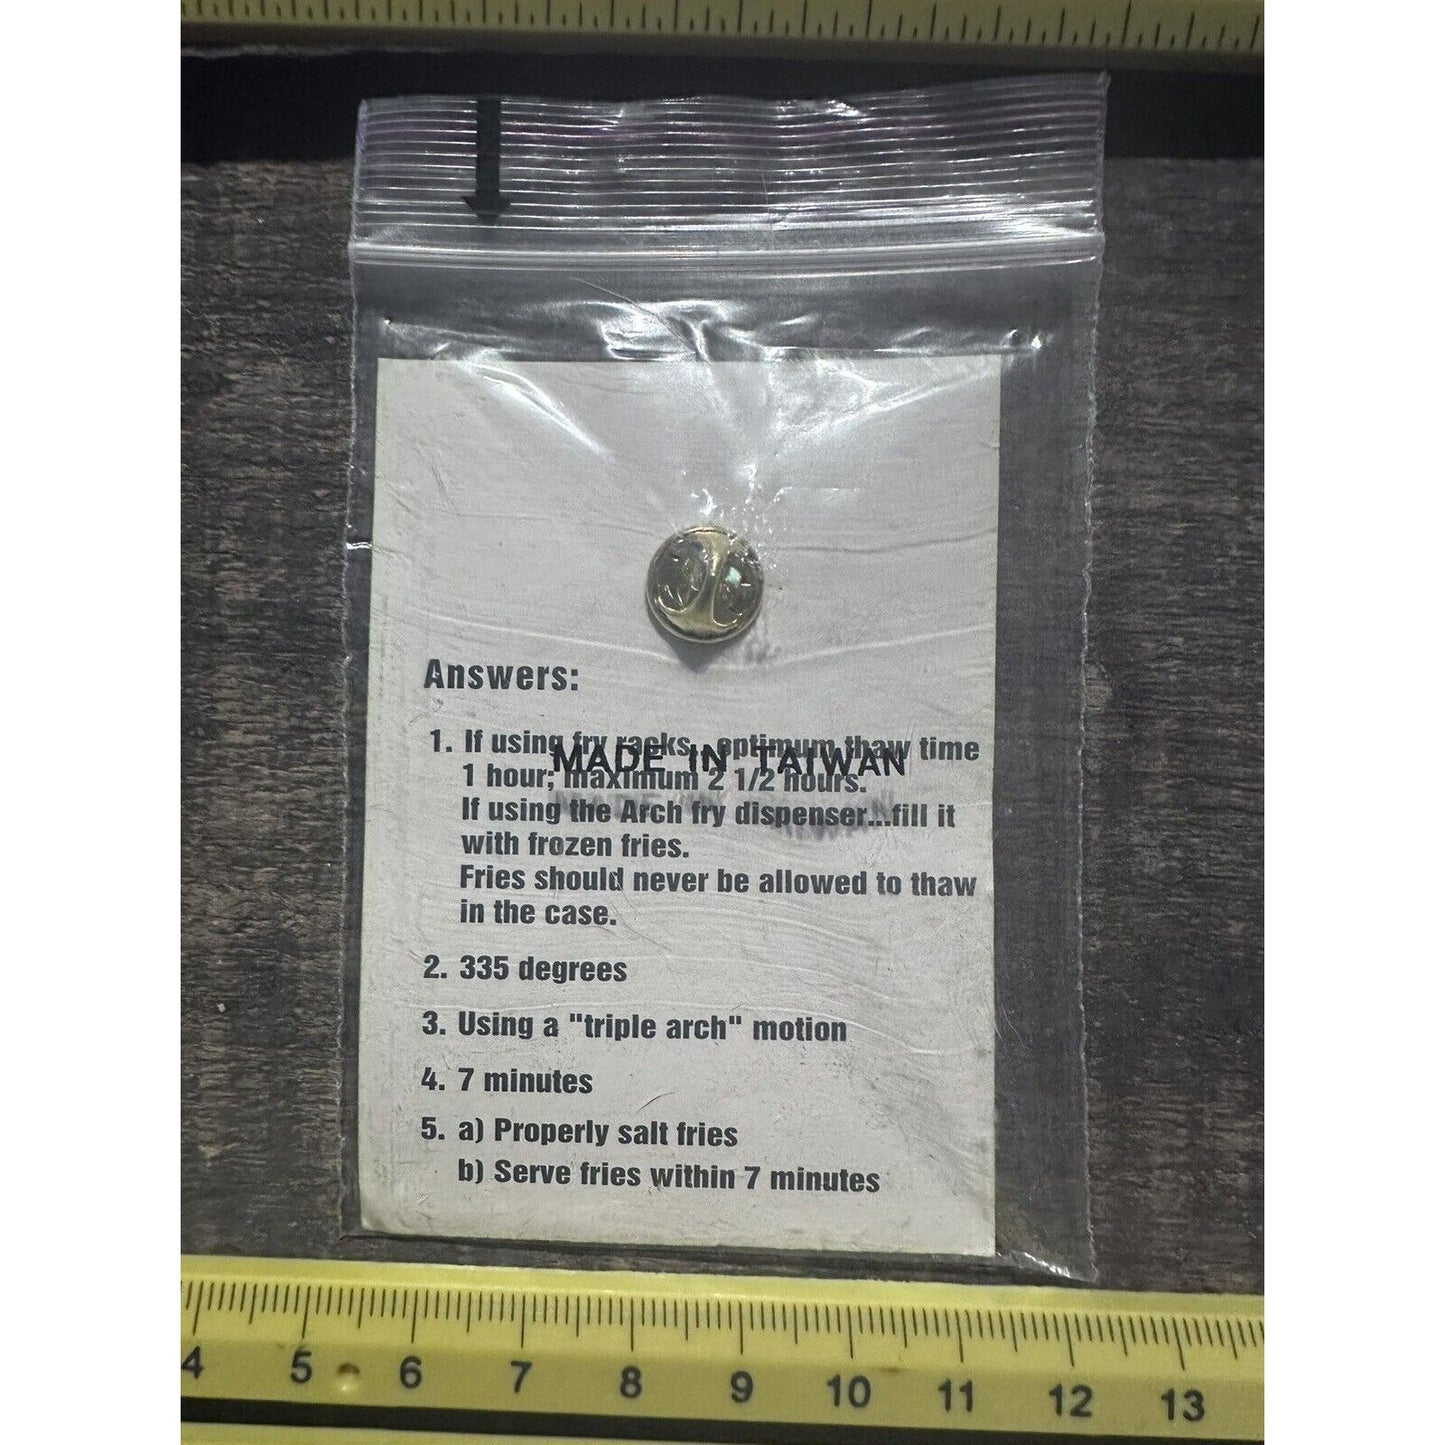 Answers:
1. If using fry racks...optimum thaw time
MADE IN TAIWAN
1 hour; maximum 2 1/2 hours.
If using the Arch fry dispenser...fill it
with frozen fries.
Fries should never be allowed to thaw
in the case.
2. 335 degrees
3. Using a "triple arch" motion
4. 7 minutes
5. a) Properly salt fries
b) Serve fries within 7 minutes
4 5 6 7 8 9 10 11 12 13